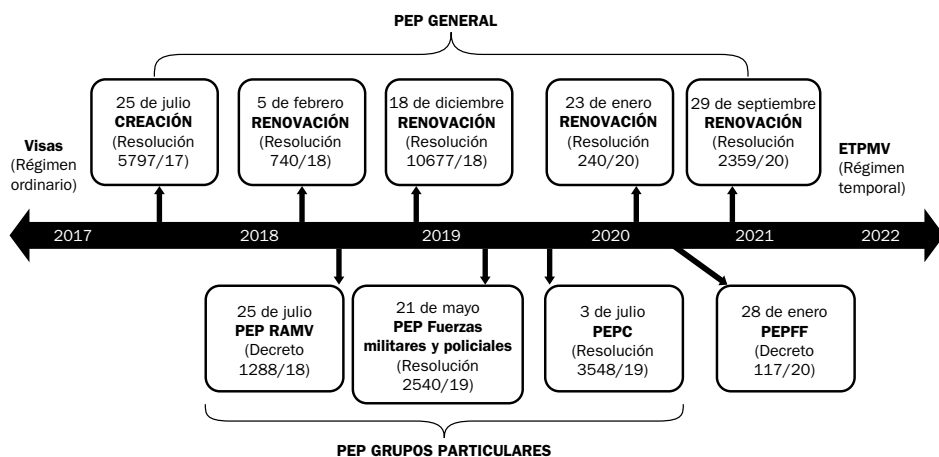 PEP GENERAL
25 de julio
CREACIÓN
(Resolución
5797/17)
5 de febrero
RENOVACIÓN
(Resolución
740/18)
18 de diciembre
RENOVACIÓN
(Resolución
10677/18)
23 de enero
RENOVACIÓN
(Resolución
240/20)
29 de septiembre
RENOVACIÓN
(Resolución
2359/20)
Visas
(Régimen
ordinario)
ETPMV
(Régimen
temporal)
2017
2018
2019
2020
2021
2022
25 de julio
PEP RAMV
(Decreto
1288/18)
21 de mayo
PEP Fuerzas
militares y policiales
(Resolución
2540/19)
3 de julio
PEPC
(Resolución
3548/19)
28 de enero
PEPFF
(Decreto
117/20)
PEP GRUPOS PARTICULARES